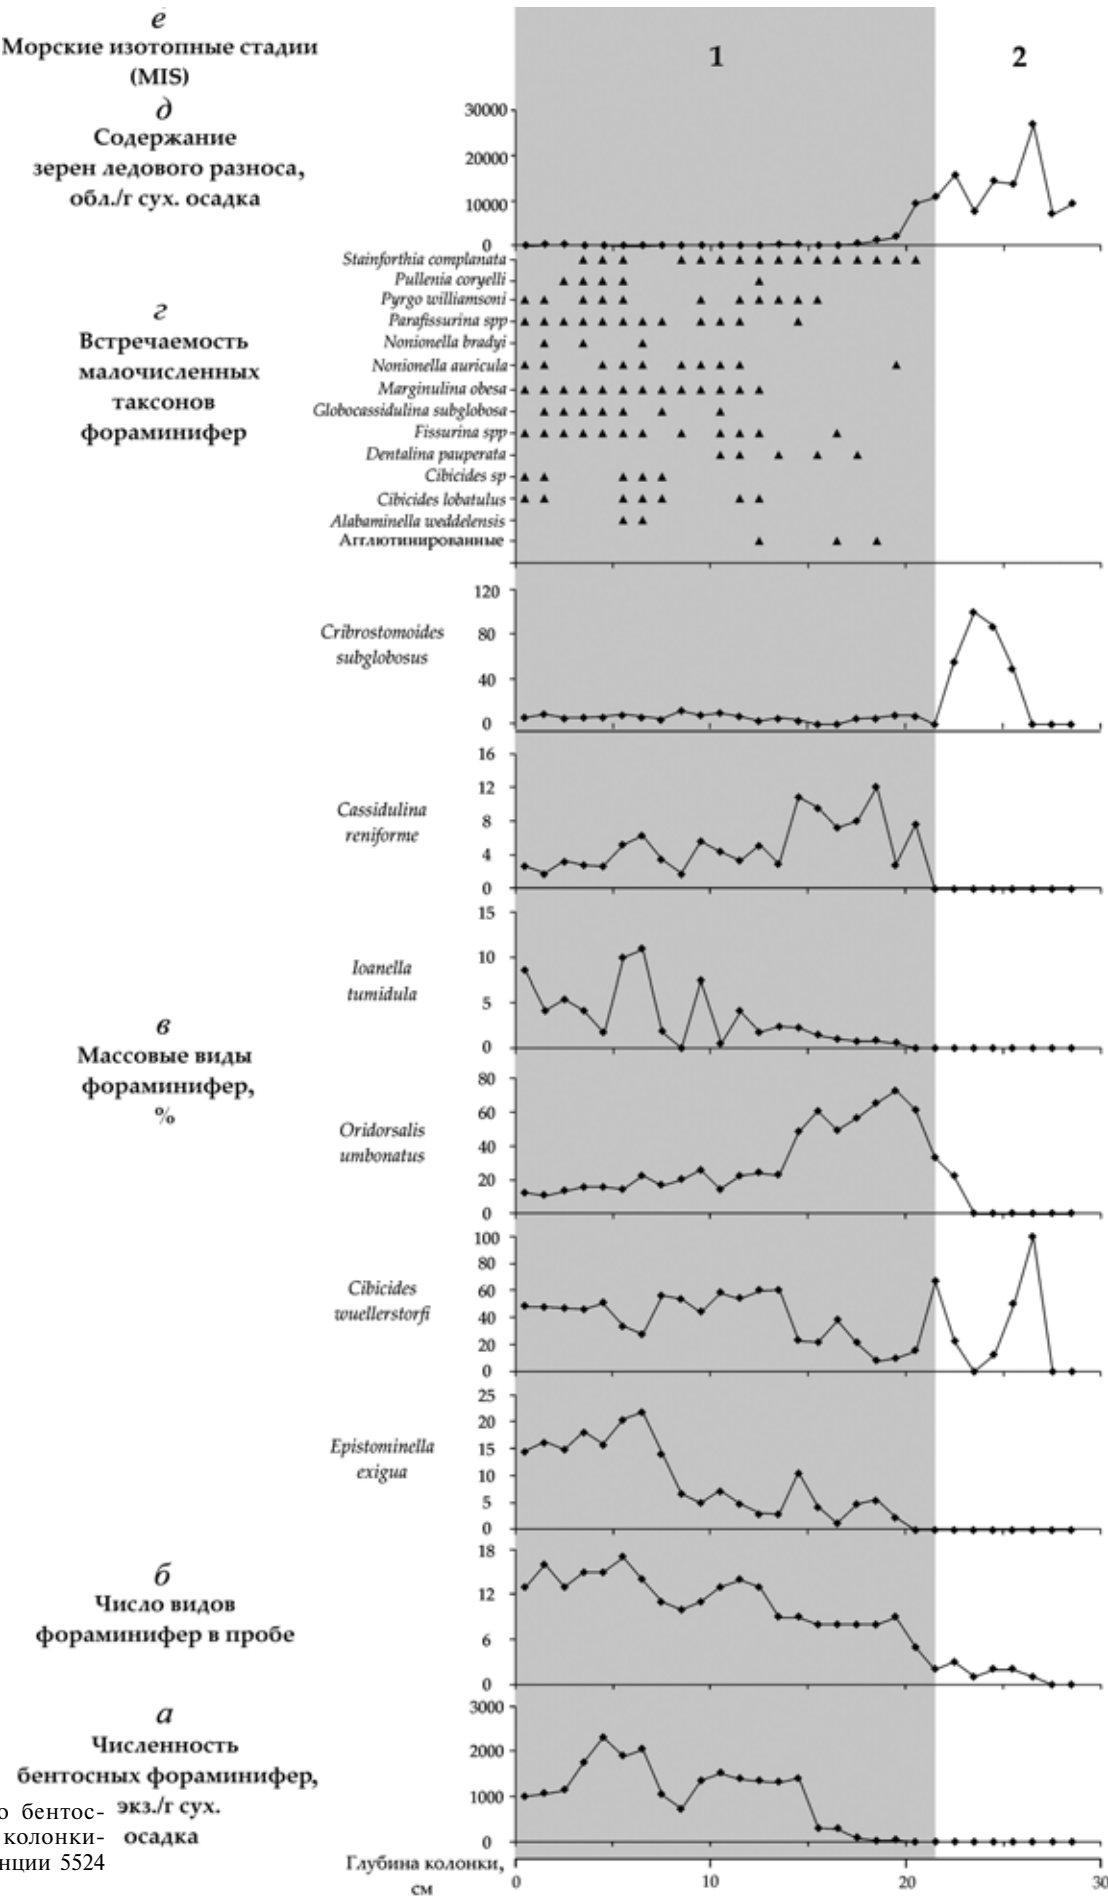 е
Морские изотопные стадии
(MIS)
1
2
д
Содержание
зерен ледового разноса,
обл./г сух. осадка
30000
20000
10000
0
г
Встречаемость
малочисленных
таксонов
фораминифер
Stainforthia complanata
Pullenia coryelli
Pyrgo williamsoni
Parafissurina spp
Nonionella bradyi
Nonionella auricula
Marginulina obesa
Globocassidulina subglobosa
Fissurina spp
Dentalina pauperata
Cibicides sp
Cibicides lobatulus
Alabaminella weddelensis
Агглютинированные
в
Массовые виды
фораминифер,
%
Cribrostomoides
subglobosus
120
80
40
0
Cassidulina
reniforme
16
12
8
4
0
Ioanella
tumidula
15
10
5
0
Oridorsalis
umbonatus
80
60
40
20
0
Cibicides
wuellerstorfi
100
80
60
40
20
0
Epistominella
exigua
25
20
15
10
5
0
б
Число видов
фораминифер в пробе
18
12
6
0
а
Численность
бентосных фораминифер,
экз./г сух.
осадка
3000
2000
1000
0
о бентос-
колонки-
нции 5524
Глубина колонки,
см
0
10
20
30